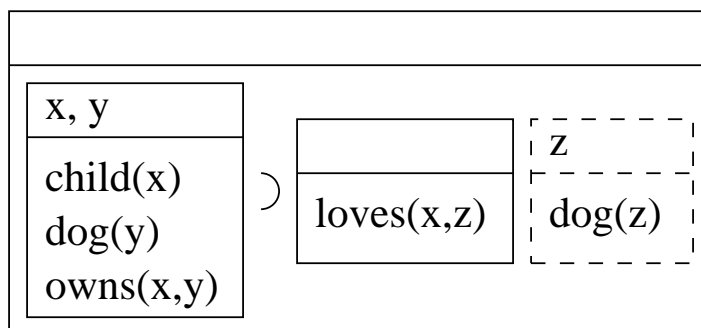 x, y
child(x)
dog(y)
owns(x,y)
⊃
loves(x,z)
z
dog(z)